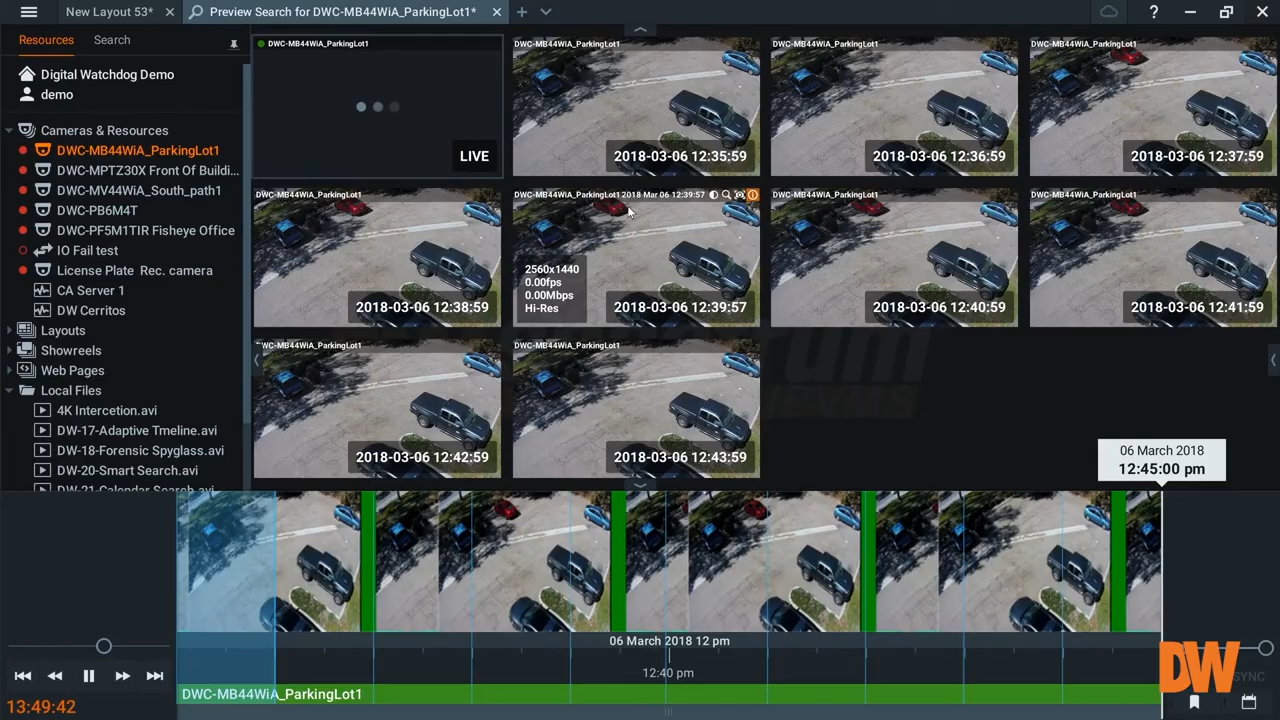 New Layout 53*
Preview Search for DWC-MB44WiA_ParkingLot1*
Resources
Search
Digital Watchdog Demo
demo
Cameras & Resources
DWC-MB44WiA_ParkingLot1
DWC-MPTZ30X Front Of Buildi...
DWC-MV44WiA_South_path1
DWC-PB6M4T
DWC-PF5M1TIR Fisheye Office
IO Fail test
License Plate Rec. camera
CA Server 1
DW Cerritos
Layouts
Showreels
Web Pages
Local Files
4K Intercetion.avi
DW-17-Adaptive Tmeline.avi
DW-18-Forensic Spyglass.avi
DW-20-Smart Search.avi
DW-21-Calendar Search.avi
DWC-MB44WiA_ParkingLot1
LIVE
DWC-MB44WiA_ParkingLot1
2018-03-06 12:35:59
DWC-MB44WiA_ParkingLot1
2018-03-06 12:36:59
DWC-MB44WiA_ParkingLot1
2018-03-06 12:37:59
DWC-MB44WiA_ParkingLot1
2018-03-06 12:38:59
DWC-MB44WiA_ParkingLot1 2018 Mar 06 12:39:57
2560x1440
0.00fps
0.00Mbps
Hi-Res
2018-03-06 12:39:57
DWC-MB44WiA_ParkingLot1
2018-03-06 12:40:59
DWC-MB44WiA_ParkingLot1
2018-03-06 12:41:59
DWC-MB44WiA_ParkingLot1
2018-03-06 12:42:59
DWC-MB44WiA_ParkingLot1
2018-03-06 12:43:59
06 March 2018
12:45:00 pm
06 March 2018 12 pm
12:40 pm
DWC-MB44WiA_ParkingLot1
13:49:42
DW
SYNC